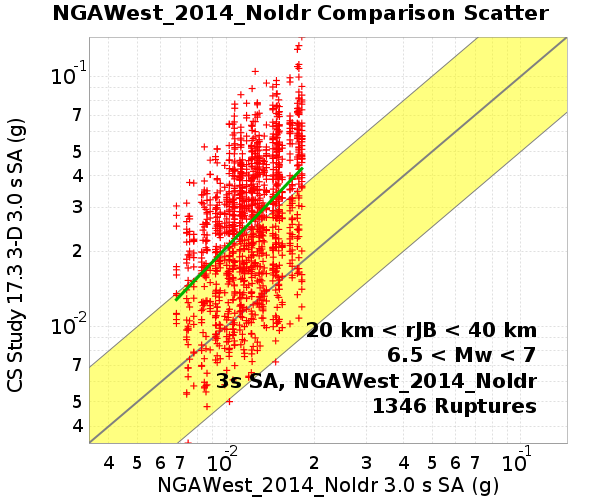 NGAWest_2014_NoIdr Comparison Scatter
CS Study 17.3 3-D 3.0 s SA (g)
10^-1
7
5
4
3
2
10^-2
7
5
4
20 km < rJB < 40 km
6.5 < Mw < 7
3s SA, NGAWest_2014_NoIdr
1346 Ruptures
4 5 6 7 10^-2 2 3 4 5 6 7 10^-1
NGAWest_2014_NoIdr 3.0 s SA (g)